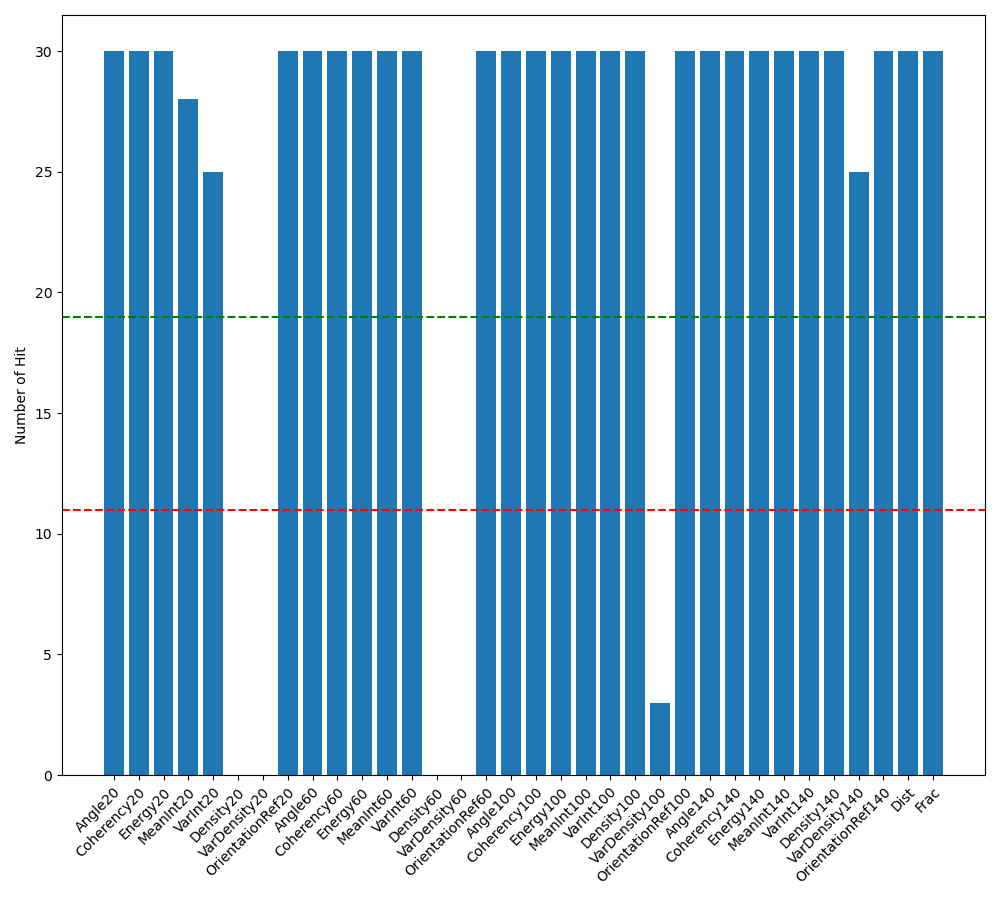 Number of Hit
30
25
20
15
10
5
0
Angle20
Coherency20
Energy20
MeanInt20
VarInt20
Density20
VarDensity20
OrientationRef20
Angle60
Coherency60
Energy60
MeanInt60
VarInt60
Density60
VarDensity60
OrientationRef60
Angle100
Coherency100
Energy100
MeanInt100
VarInt100
Density100
VarDensity100
OrientationRef100
Angle140
Coherency140
Energy140
MeanInt140
VarInt140
Density140
VarDensity140
OrientationRef140
Dist
Frac